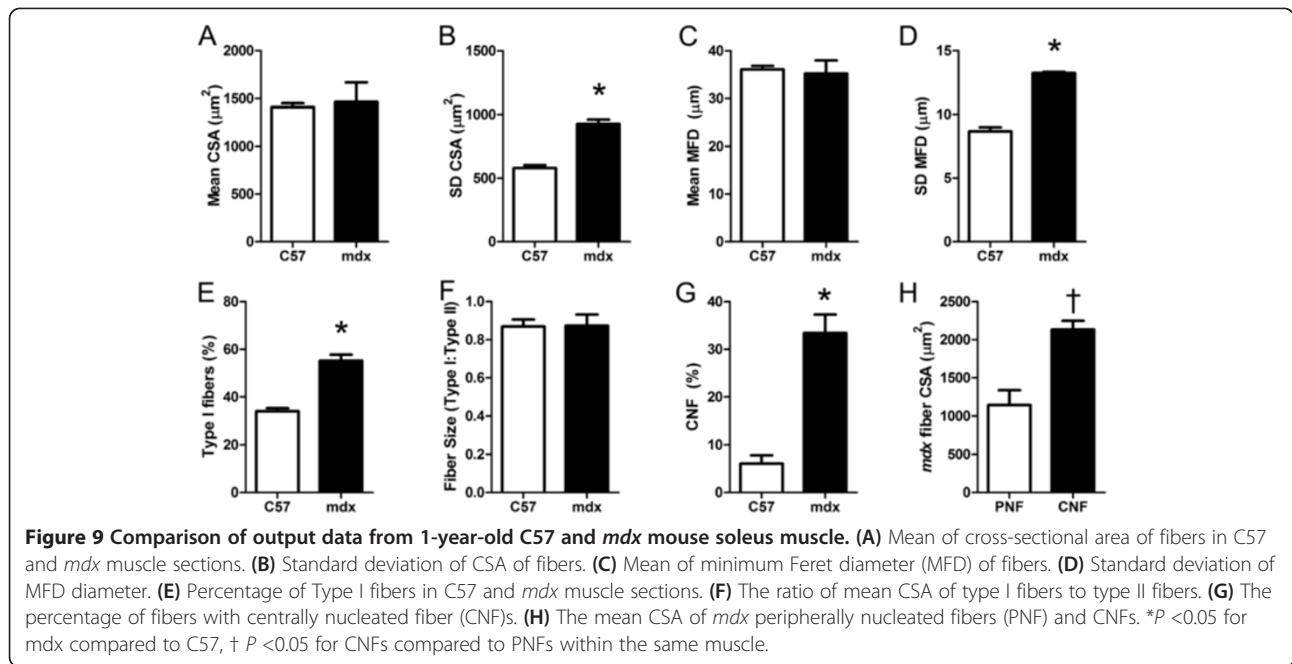 A
B
C
D
Mean CSA (μm²)
2000
1500
1000
500
0
C57
mdx
SD CSA (μm²)
1500
1000
500
0
*
C57
mdx
Mean MFD (μm)
40
30
20
10
0
C57
mdx
SD MFD (μm)
15
10
5
0
*
C57
mdx
E
F
G
H
Type I fibers (%)
80
60
40
20
0
*
C57
mdx
Fiber Size (Type I:Type II)
1.0
0.8
0.6
0.4
0.2
0.0
C57
mdx
CNF (%)
40
30
20
10
0
*
C57
mdx
mdx fiber CSA (μm²)
2500
2000
1500
1000
500
0
†
PNF
CNF
Figure 9 Comparison of output data from 1-year-old C57 and mdx mouse soleus muscle. (A) Mean of cross-sectional area of fibers in C57
and mdx muscle sections. (B) Standard deviation of CSA of fibers. (C) Mean of minimum Feret diameter (MFD) of fibers. (D) Standard deviation of
MFD diameter. (E) Percentage of Type I fibers in C57 and mdx muscle sections. (F) The ratio of mean CSA of type I fibers to type II fibers. (G) The
percentage of fibers with centrally nucleated fiber (CNF)s. (H) The mean CSA of mdx peripherally nucleated fibers (PNF) and CNFs. *P <0.05 for
mdx compared to C57, † P <0.05 for CNFs compared to PNFs within the same muscle.